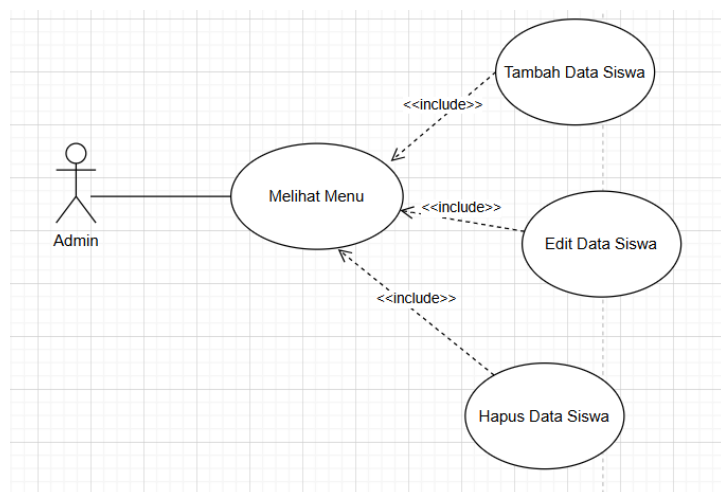 Tambah Data Siswa
<<include>>
Melihat Menu
<<include>>
Admin
Edit Data Siswa
<<include>>
Hapus Data Siswa